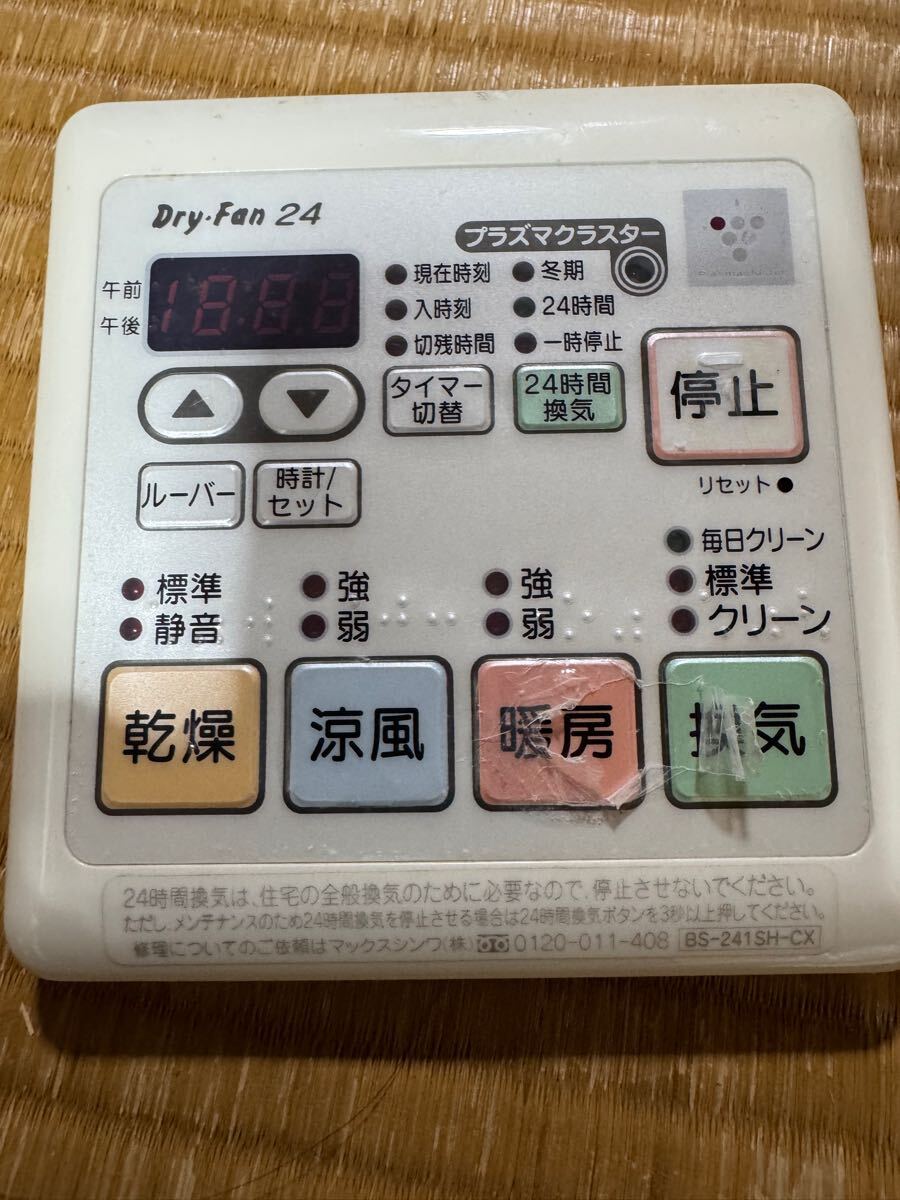 Dry・Fan 24
プラズマクラスター
午前
午後
18:88
現在時刻
入時刻
切残時間
冬期
24時間
一時停止
▲
▼
タイマー
切替
24時間
換気
停止
リセット●
ルーバー
時計/
セット
標準
静音
強
弱
強
弱
毎日クリーン
標準
クリーン
乾燥
涼風
暖房
換気
24時間換気は、住宅の全般換気のために必要なので、停止させないでください。
ただし、メンテナンスのため24時間換気を停止させる場合は24時間換気ボタンを3秒以上押してください。
修理についてのご依頼はマックスシンワ(株) 0120-011-408 BS-241SH-CX